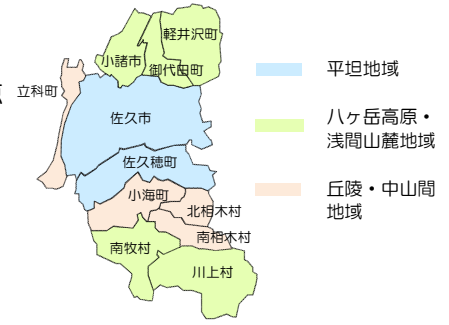 軽井沢町
小諸市
御代田町
立科町
佐久市
佐久穂町
小海町
北相木村
南相木村
南牧村
川上村
平坦地域
八ヶ岳高原・
浅間山麓地域
丘陵・中山間
地域